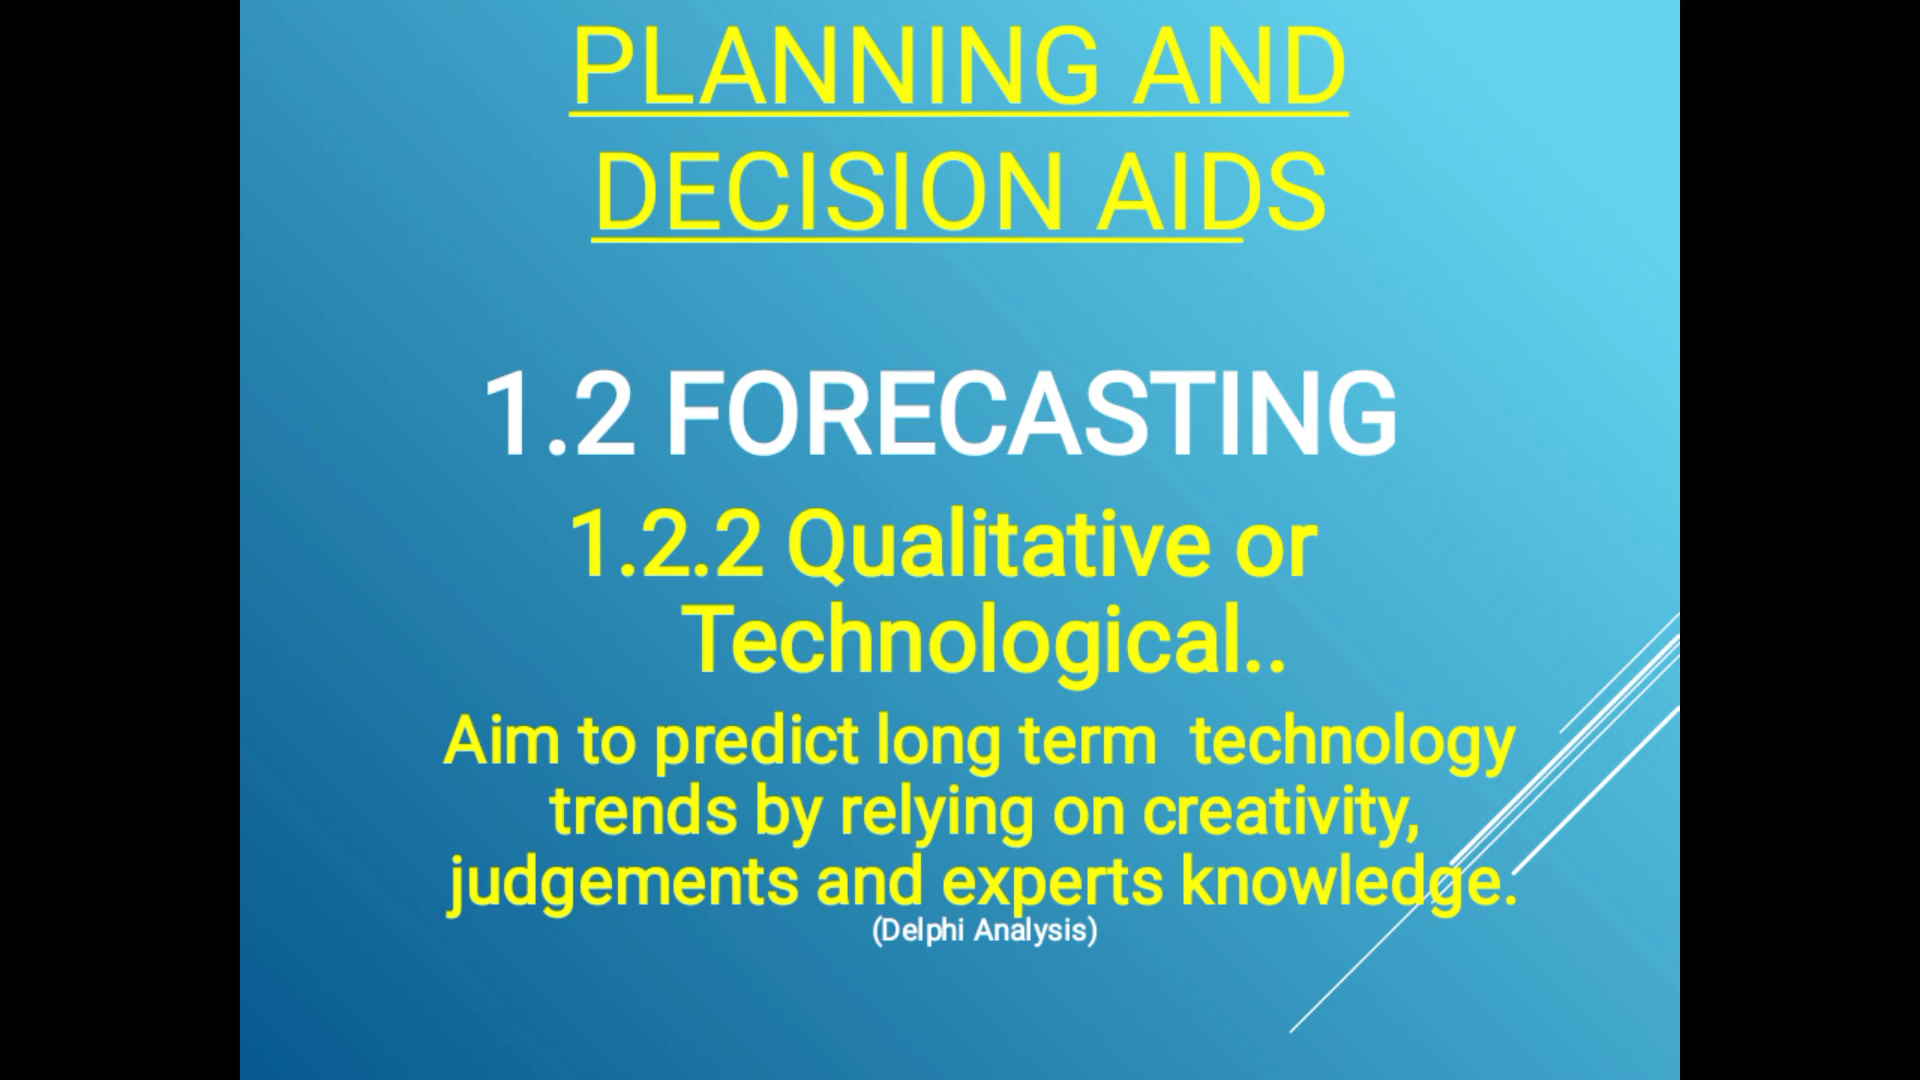 PLANNING AND
DECISION AIDS
1.2 FORECASTING
1.2.2 Qualitative or
Technological..
Aim to predict long term  technology
trends by relying on creativity,
judgements and experts knowledge.
(Delphi Analysis)